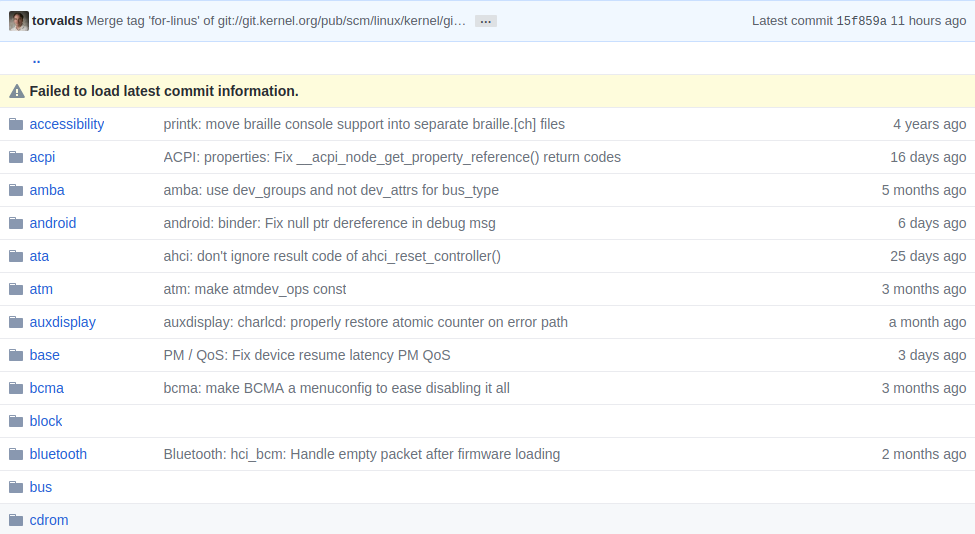 torvalds Merge tag 'for-linus' of git://git.kernel.org/pub/scm/linux/kernel/gi… … Latest commit 15f859a 11 hours ago
..
Failed to load latest commit information.
accessibility printk: move braille console support into separate braille.[ch] files 4 years ago
acpi ACPI: properties: Fix __acpi_node_get_property_reference() return codes 16 days ago
amba amba: use dev_groups and not dev_attrs for bus_type 5 months ago
android android: binder: Fix null ptr dereference in debug msg 6 days ago
ata ahci: don't ignore result code of ahci_reset_controller() 25 days ago
atm atm: make atmdev_ops const 3 months ago
auxdisplay auxdisplay: charlcd: properly restore atomic counter on error path a month ago
base PM / QoS: Fix device resume latency PM QoS 3 days ago
bcma bcma: make BCMA a menuconfig to ease disabling it all 3 months ago
block
bluetooth Bluetooth: hci_bcm: Handle empty packet after firmware loading 2 months ago
bus
cdrom